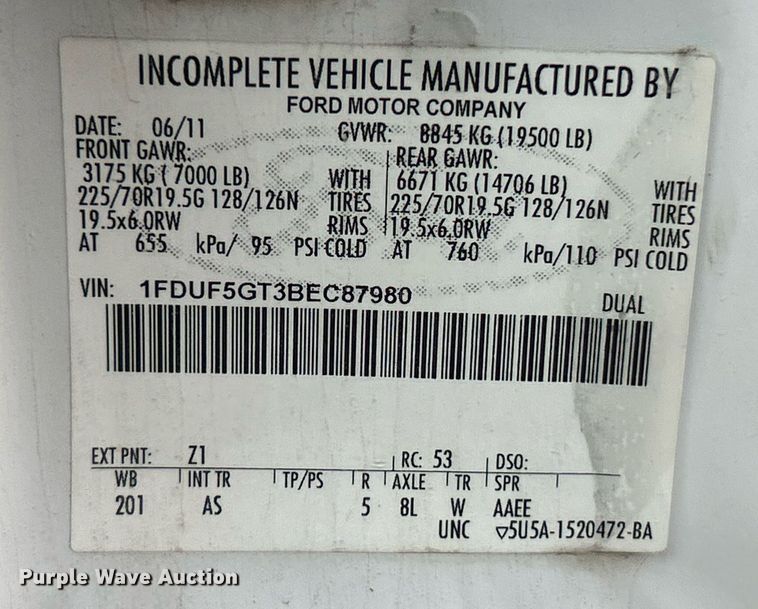 INCOMPLETE VEHICLE MANUFACTURED BY
FORD MOTOR COMPANY
DATE: 06/11 GVWR: 8845 KG (19500 LB)
FRONT GAWR: REAR GAWR:
3175 KG ( 7000 LB) WITH 6671 KG (14706 LB) WITH
225/70R19.5G 128/126N TIRES 225/70R19.5G 128/126N TIRES
19.5x6.0RW RIMS 19.5x6.0RW RIMS
AT 655 kPa/ 95 PSI COLD AT 760 kPa/110 PSI COLD
VIN: 1FDUF5GT3BEC87980 DUAL
EXT PNT: Z1 RC: 53 DSO:
WB INT TR TP/PS R AXLE TR SPR
201 AS 5 8L W AAEE
UNC ▽5U5A-1520472-BA
Purple Wave Auction